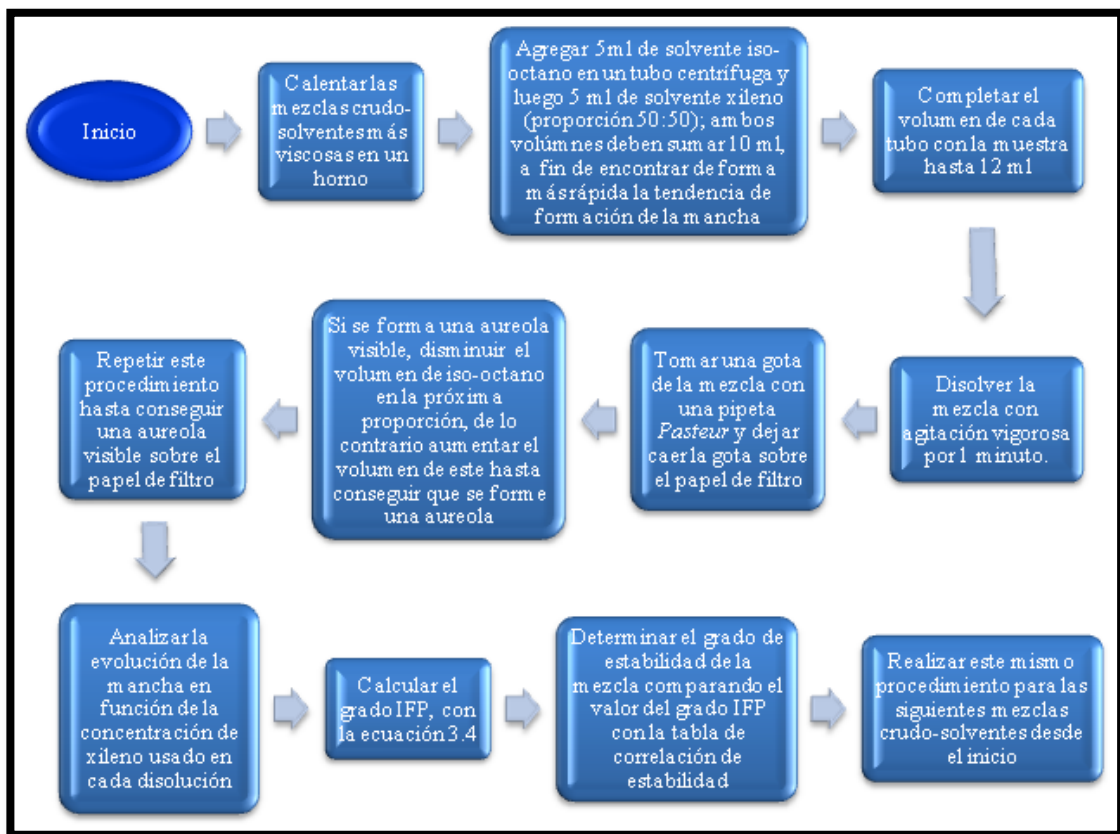 Inicio
Calentar las
mezclas crudo-
solventes más
viscosas en un
horno
Agregar 5ml de solvente iso-
octano en un tubo centrífuga y
luego 5 ml de solvente xileno
(proporción 50:50); ambos
volúmnes deben sumar 10 ml,
a fin de encontrar de forma
más rápida la tendencia de
formación de la mancha
Completar el
volumen de cada
tubo con la muestra
hasta 12 ml
Disolver la
mezcla con
agitación vigorosa
por 1 minuto.
Tomar una gota
de la mezcla con
una pipeta
Pasteur y dejar
caer la gota sobre
el papel de filtro
Si se forma una aureola
visible, disminuir el
volumen de iso-octano
en la próxima
proporción, de lo
contrario aumentar el
volumen de este hasta
conseguir que se forme
una aureola
Repetir este
procedimiento
hasta conseguir
una aureola
visible sobre el
papel de filtro
Analizar la
evolución de la
mancha en
función de la
concentración de
xileno usado en
cada disolución
Calcular el
grado IFP, con
la ecuación 3.4
Determinar el grado de
estabilidad de la
mezcla comparando el
valor del grado IFP
con la tabla de
correlación de
estabilidad
Realizar este mismo
procedimiento para las
siguientes mezclas
crudo-solventes desde
el inicio